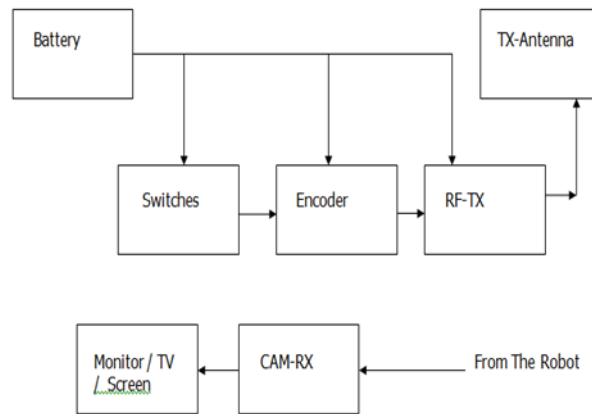 Battery
TX-Antenna
Switches
Encoder
RF-TX
Monitor / TV
/ Screen
CAM-RX
From The Robot